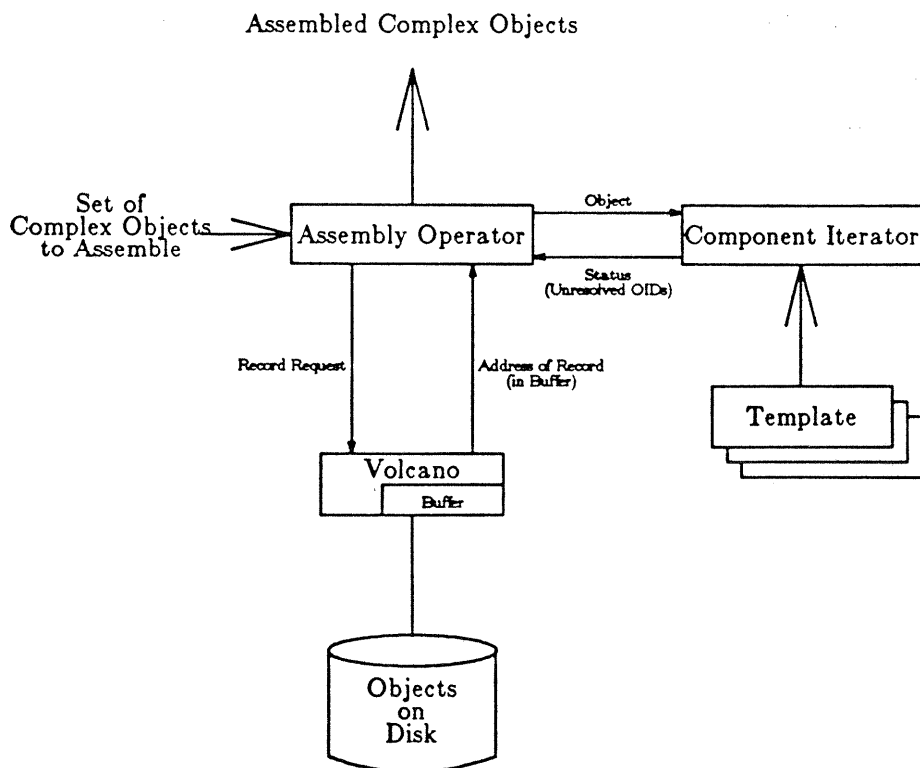 Assembled Complex Objects
Set of
Complex Objects
to Assemble
Assembly Operator
Object
Component Iterator
Status
(Unresolved OIDs)
Record Request
Address of Record
(in Buffer)
Template
Volcano
Buffer
Objects
on
Disk